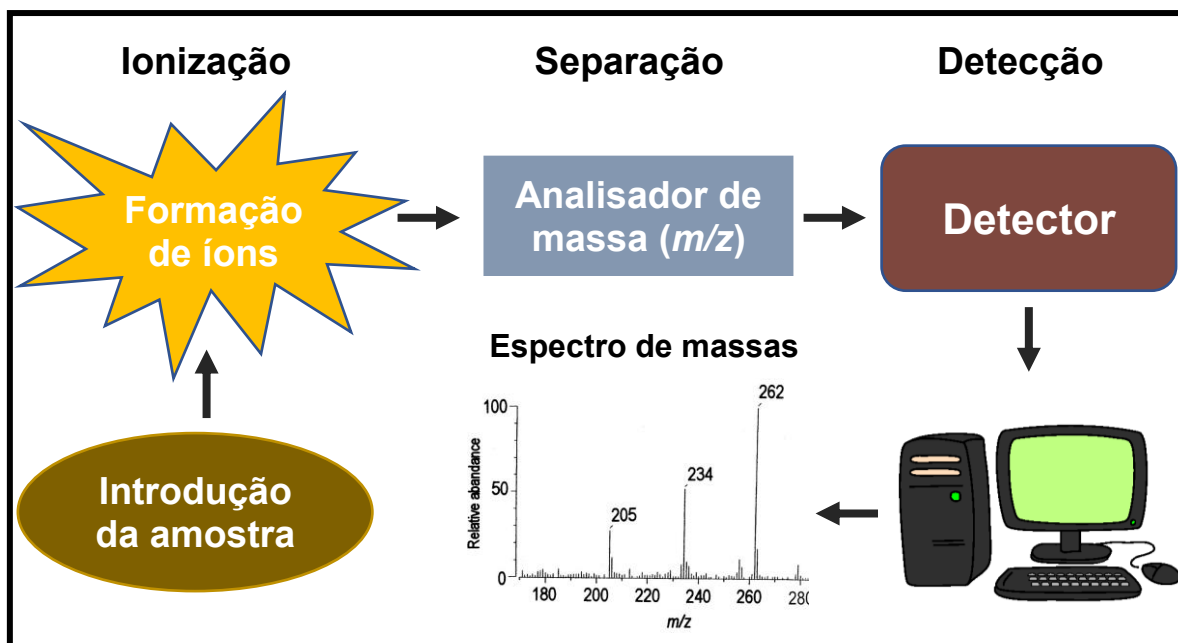 Ionização
Separação
Detecção
Formação
de íons
Analisador de
massa (m/z)
Detector
Introdução
da amostra
Espectro de massas
Relative abundance
100
50
0
205
234
262
180
200
220
240
260
280
m/z